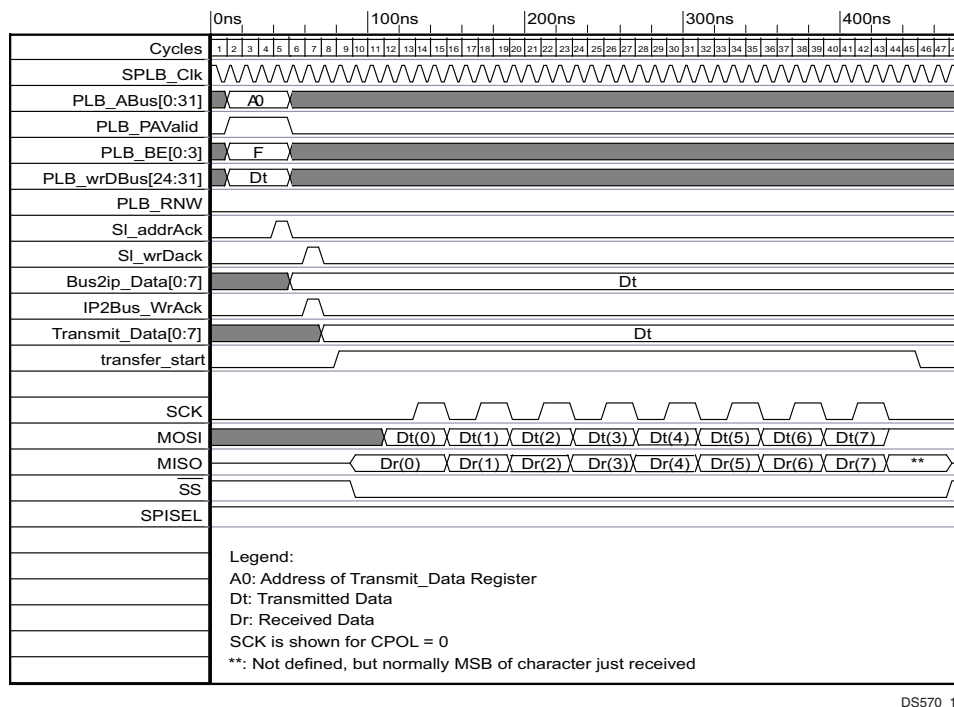 0ns 100ns 200ns 300ns 400ns
Cycles 1 2 3 4 5 6 7 8 9 10 11 12 13 14 15 16 17 18 19 20 21 22 23 24 25 26 27 28 29 30 31 32 33 34 35 36 37 38 39 40 41 42 43 44 45 46 47
SPLB_Clk
PLB_ABus[0:31] A0
PLB_PAValid
PLB_BE[0:3] F
PLB_wrDBus[24:31] Dt
PLB_RNW
Sl_addrAck
Sl_wrDack
Bus2ip_Data[0:7] Dt
IP2Bus_WrAck
Transmit_Data[0:7] Dt
transfer_start
SCK
MOSI Dt(0) Dt(1) Dt(2) Dt(3) Dt(4) Dt(5) Dt(6) Dt(7)
MISO Dr(0) Dr(1) Dr(2) Dr(3) Dr(4) Dr(5) Dr(6) Dr(7) **
SS
SPISEL
Legend:
A0: Address of Transmit_Data Register
Dt: Transmitted Data
Dr: Received Data
SCK is shown for CPOL = 0
**: Not defined, but normally MSB of character just received
DS570_1